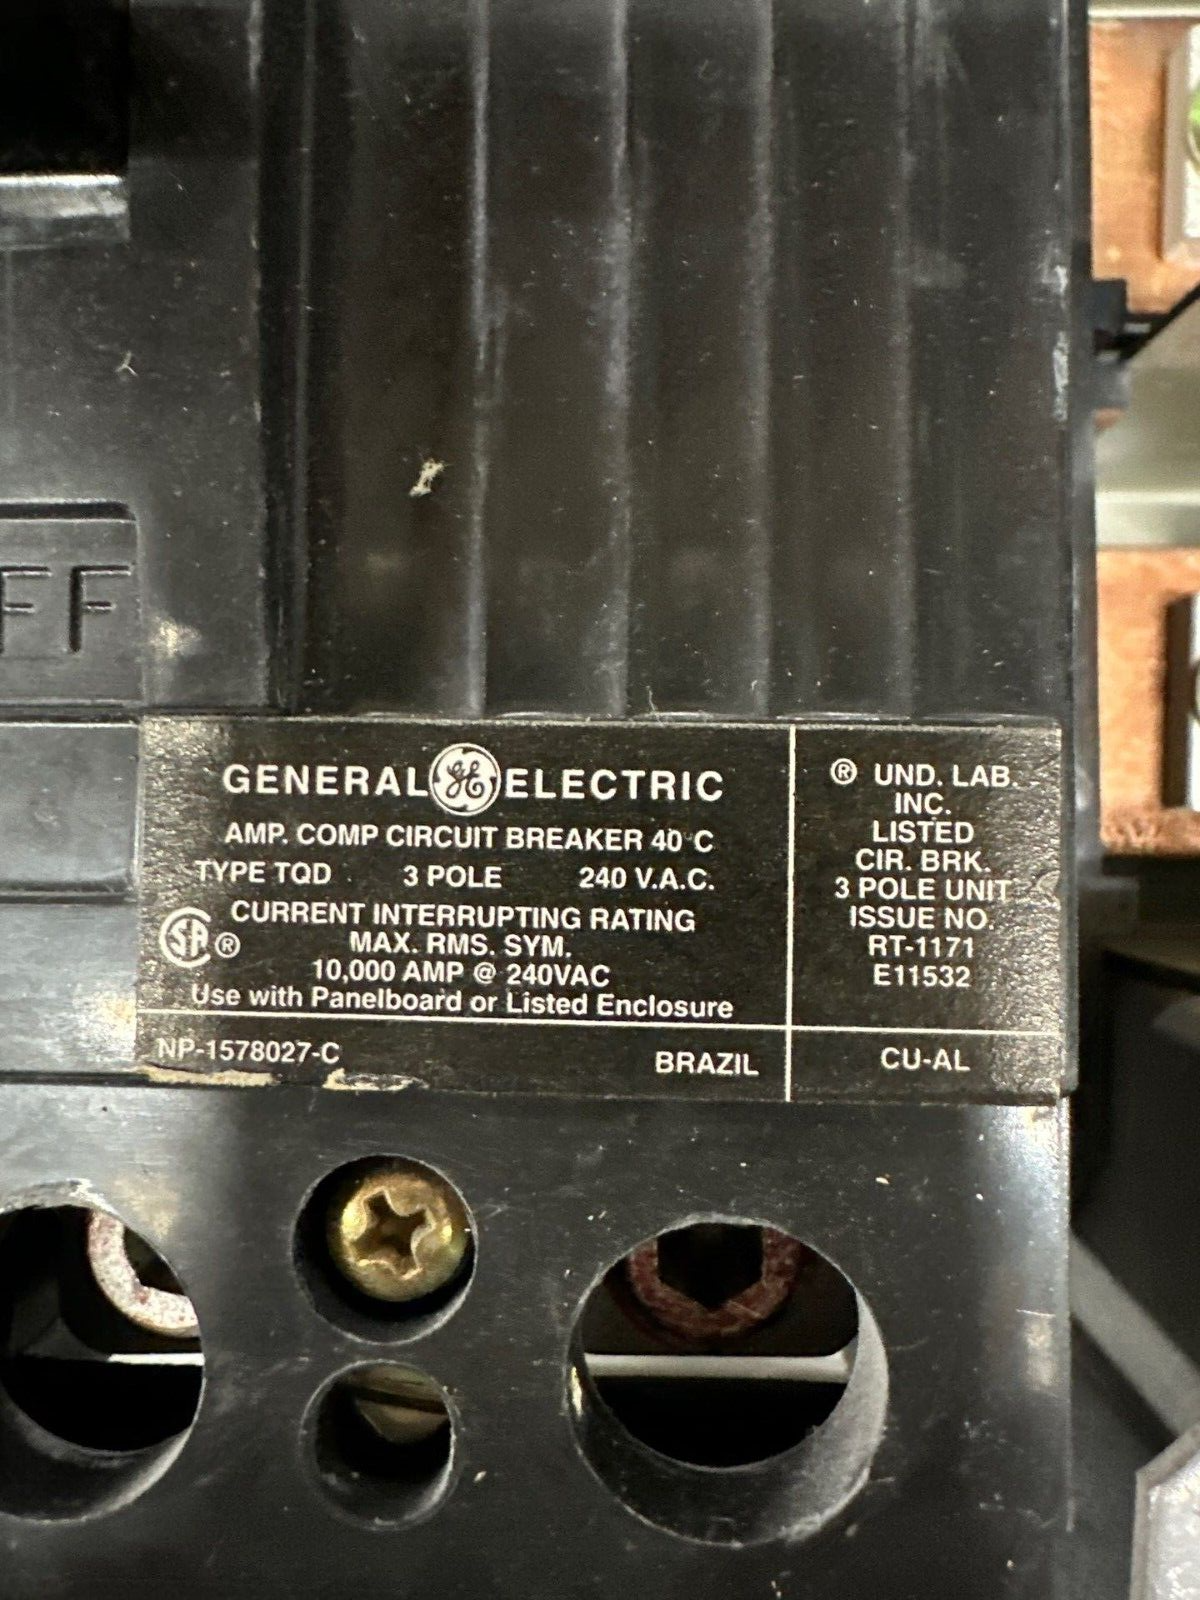 FF
GENERAL GE ELECTRIC
AMP. COMP CIRCUIT BREAKER 40°C
TYPE TQD 3 POLE 240 V.A.C.
CURRENT INTERRUPTING RATING
SA ® MAX. RMS. SYM.
10,000 AMP @ 240VAC
Use with Panelboard or Listed Enclosure
NP-1578027-C BRAZIL
® UND. LAB.
INC.
LISTED
CIR. BRK.
3 POLE UNIT
ISSUE NO.
RT-1171
E11532
CU-AL